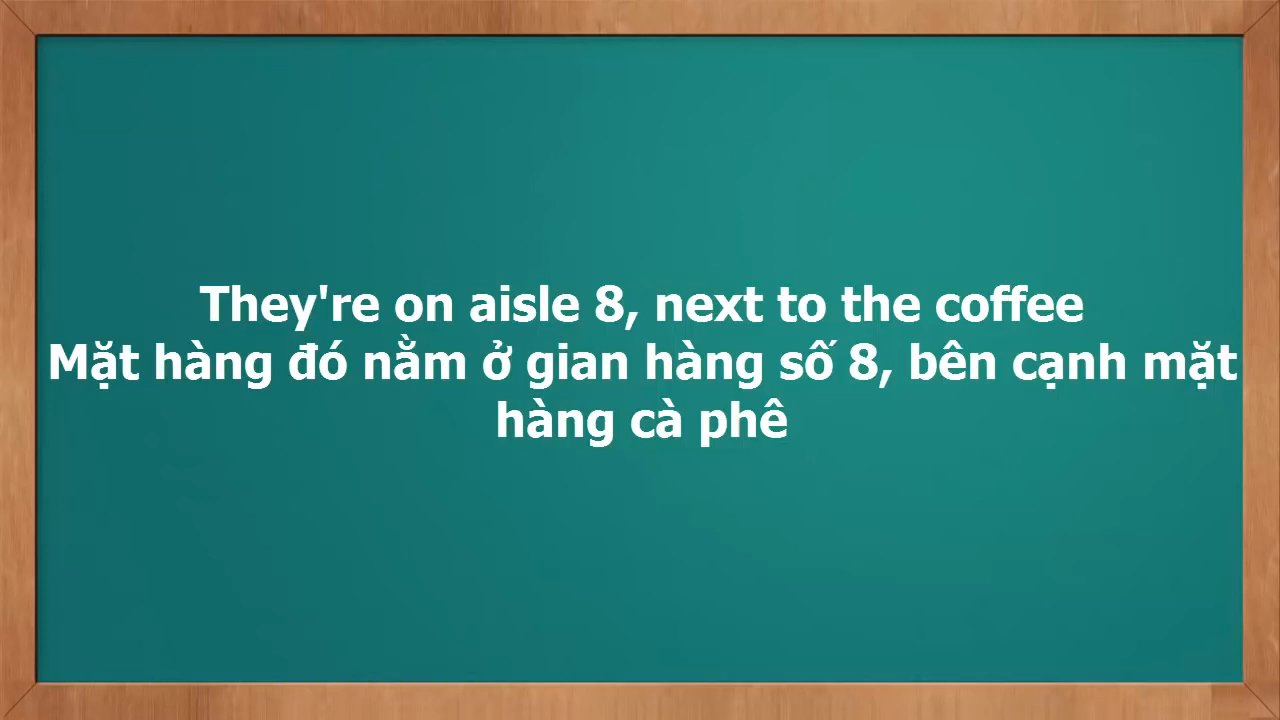 They're on aisle 8, next to the coffee
Mặt hàng đó nằm ở gian hàng số 8, bên cạnh mặt
hàng cà phê